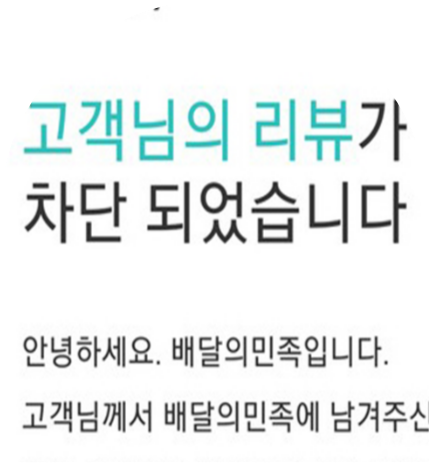 고객님의 리뷰가
차단 되었습니다
안녕하세요. 배달의민족입니다.
고객님께서 배달의민족에 남겨주신